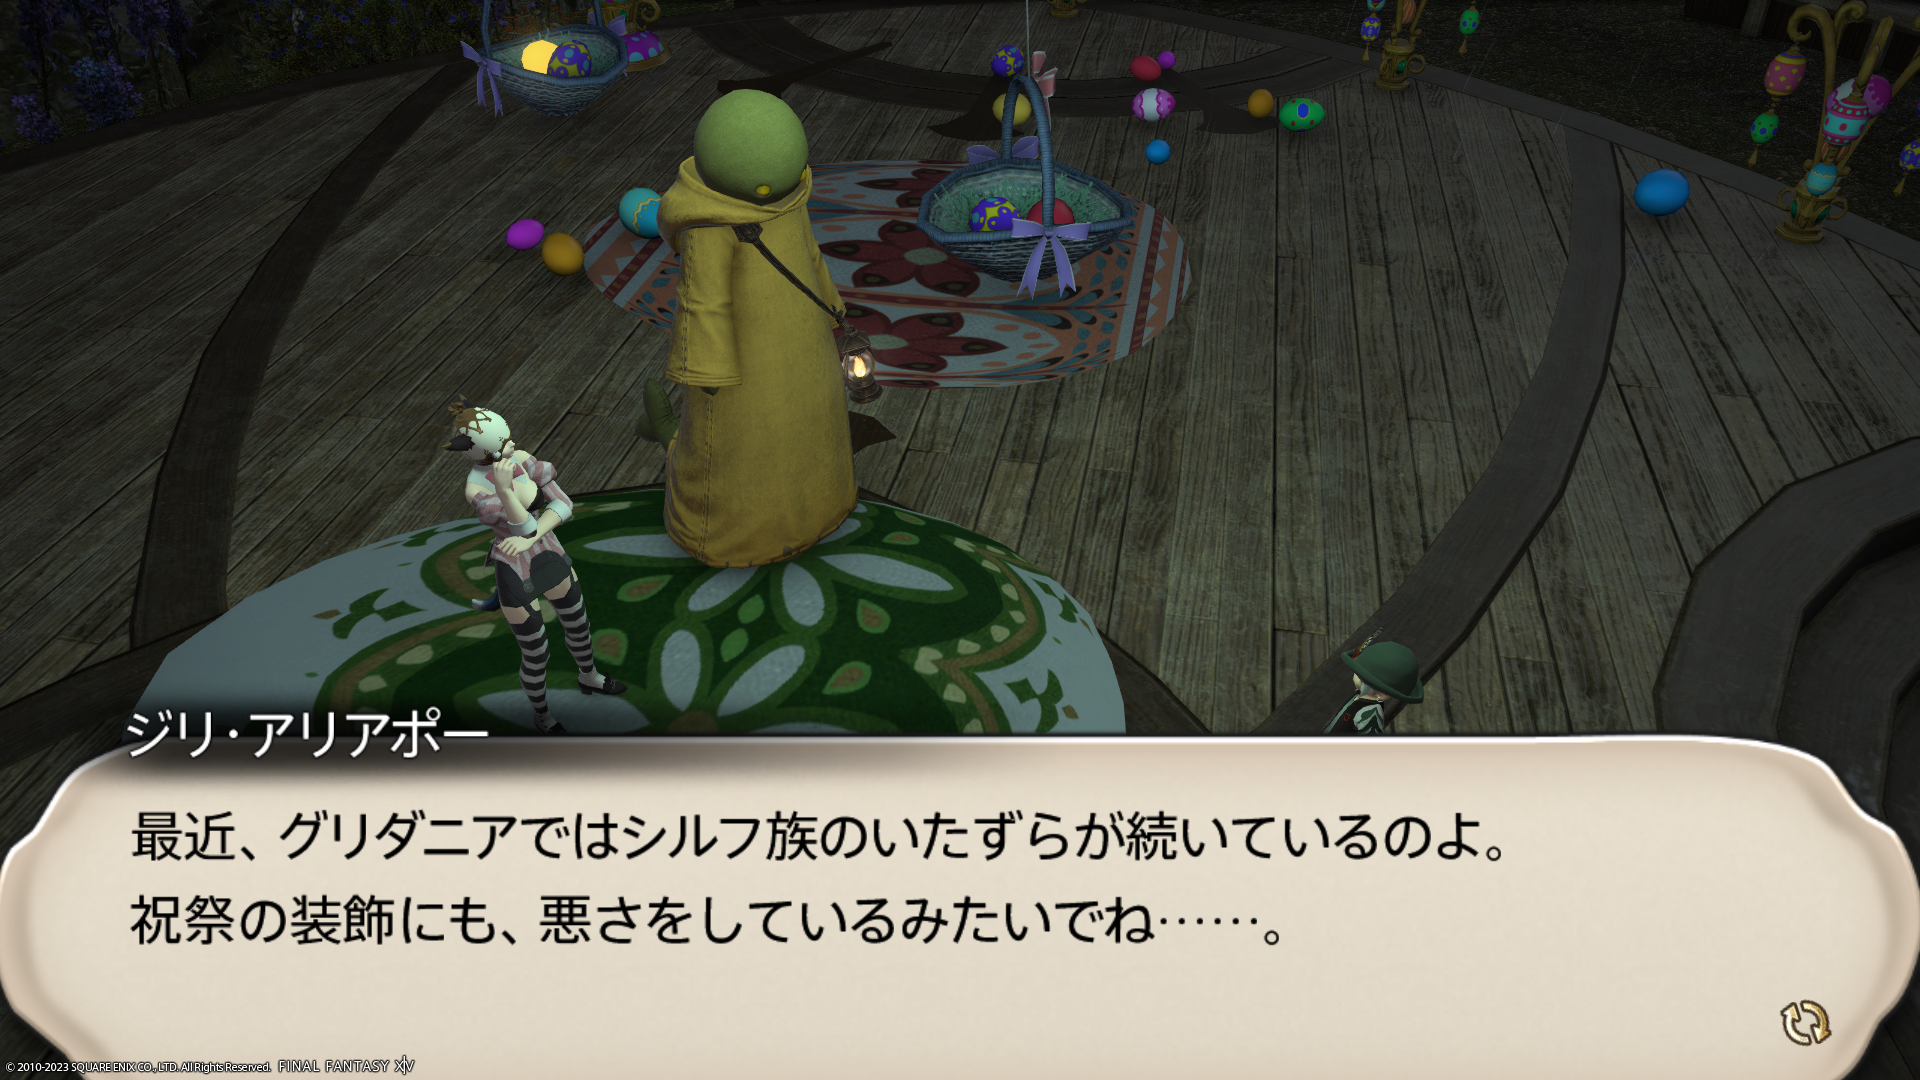 ジリ・アリアポー
最近、グリダニアではシルフ族のいたずらが続いているのよ。
祝祭の装飾にも、悪さをしているみたいでね……。
© 2010-2023 SQUARE ENIX CO., LTD. All Rights Reserved. FINAL FANTASY XIV